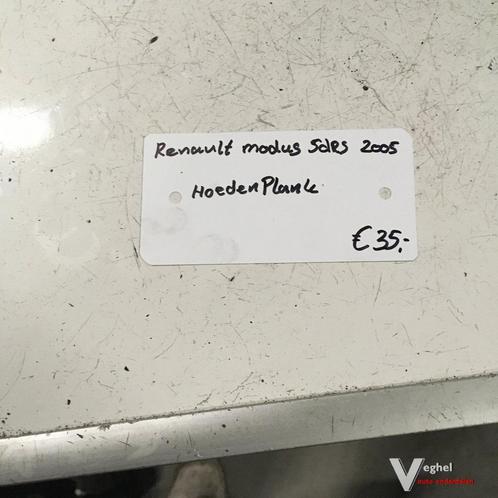 Renault modus 5drs 2005
HoedenPlank
€35,-
Veghel
auto onderdelen